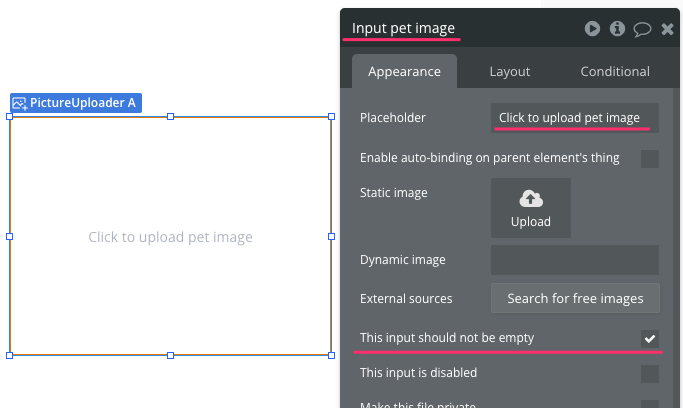 PictureUploader A
Click to upload pet image
Input pet image
Appearance Layout Conditional
Placeholder Click to upload pet image
Enable auto-binding on parent element's thing
Static image
Upload
Dynamic image
External sources Search for free images
This input should not be empty
This input is disabled
Make this file private